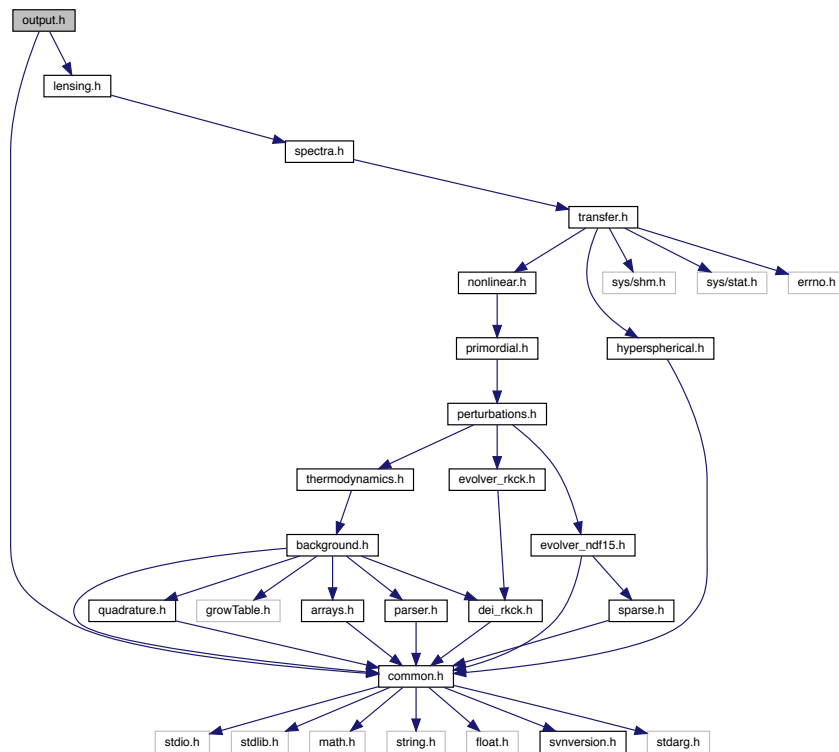 output.h
lensing.h
spectra.h
transfer.h
nonlinear.h
sys/shm.h
sys/stat.h
errno.h
primordial.h
hyperspherical.h
perturbations.h
thermodynamics.h
evolver_rkck.h
background.h
evolver_ndf15.h
quadrature.h
growTable.h
arrays.h
parser.h
dei_rkck.h
sparse.h
common.h
stdio.h
stdlib.h
math.h
string.h
float.h
svnversion.h
stdarg.h